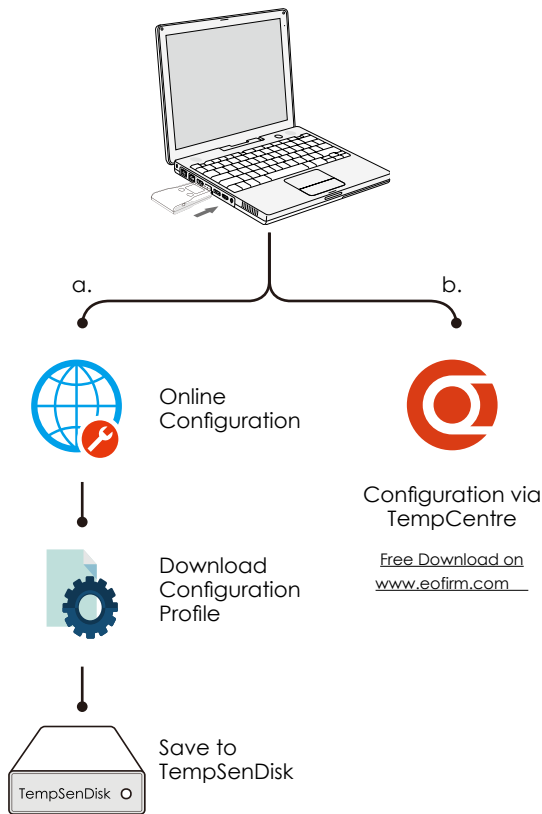 a.
Online
Configuration
Download
Configuration
Profile
Save to
TempSenDisk
TempSenDisk
b.
Configuration via
TempCentre
Free Download on
www.eofirm.com